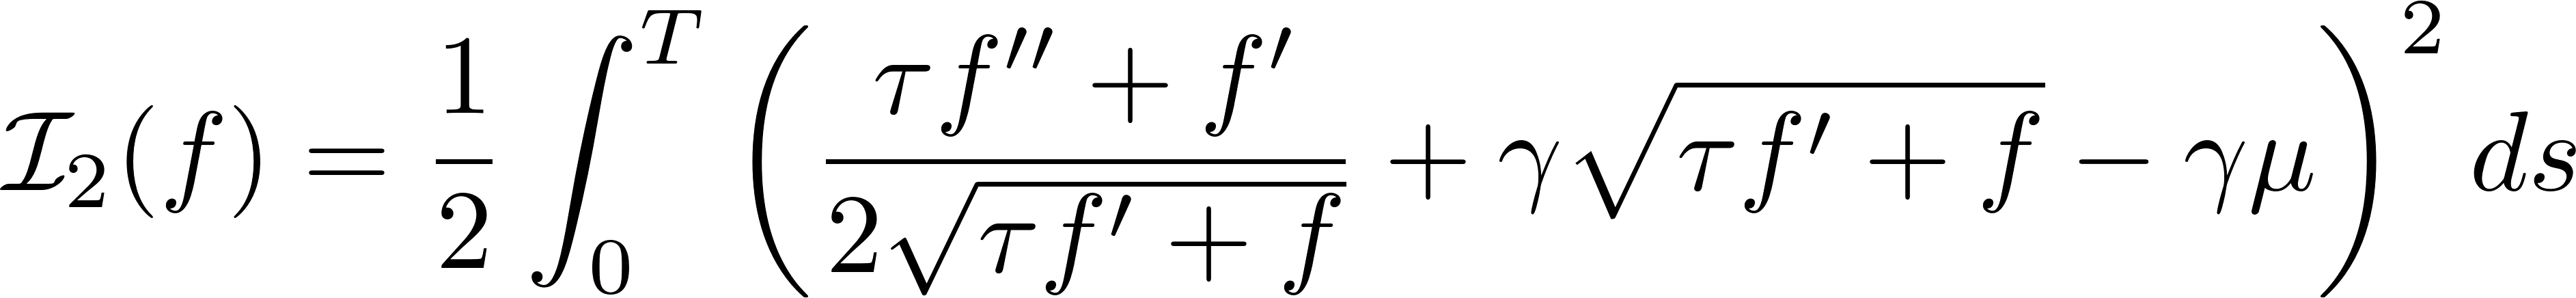 $\mathcal{I}_2(f) = \frac{1}{2} \int_0^T \left( \frac{\tau f'' + f'}{2\sqrt{\tau f' + f}} + \gamma \sqrt{\tau f' + f} - \gamma \mu \right)^2 ds$